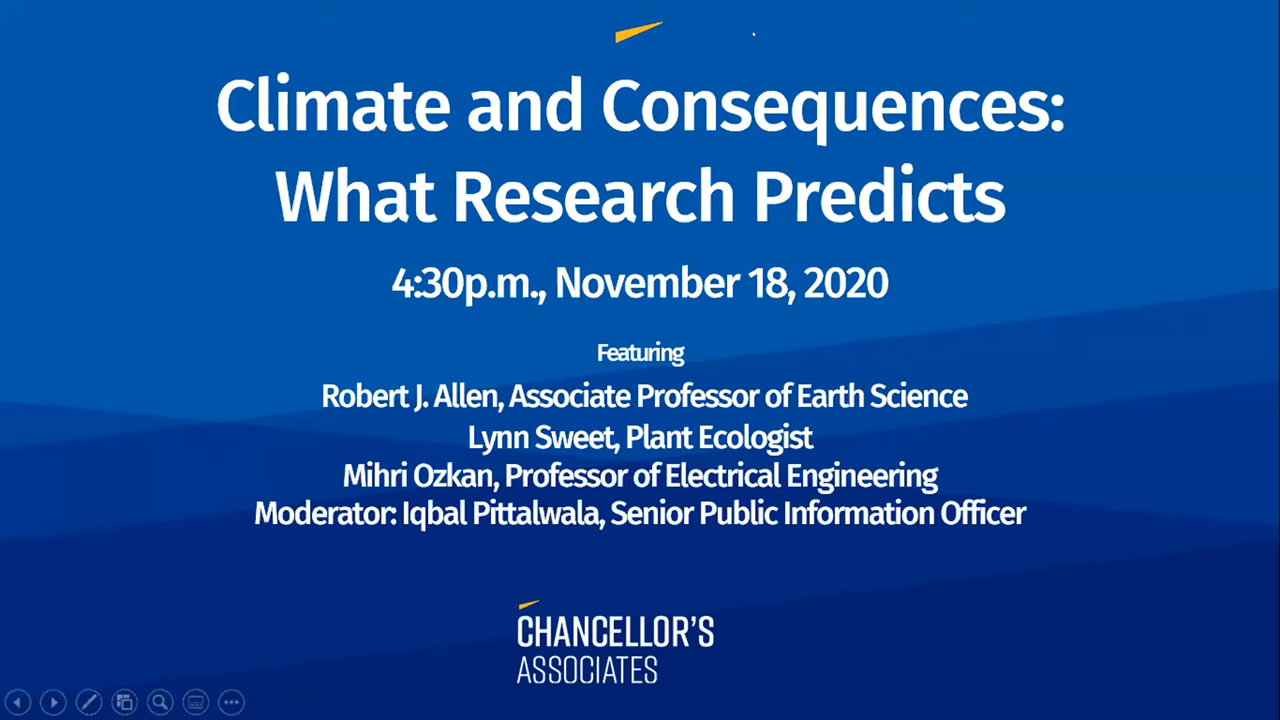 Climate and Consequences:
What Research Predicts
4:30p.m., November 18, 2020
Featuring
Robert J. Allen, Associate Professor of Earth Science
Lynn Sweet, Plant Ecologist
Mihri Ozkan, Professor of Electrical Engineering
Moderator: Iqbal Pittalwala, Senior Public Information Officer
CHANCELLOR'S
ASSOCIATES